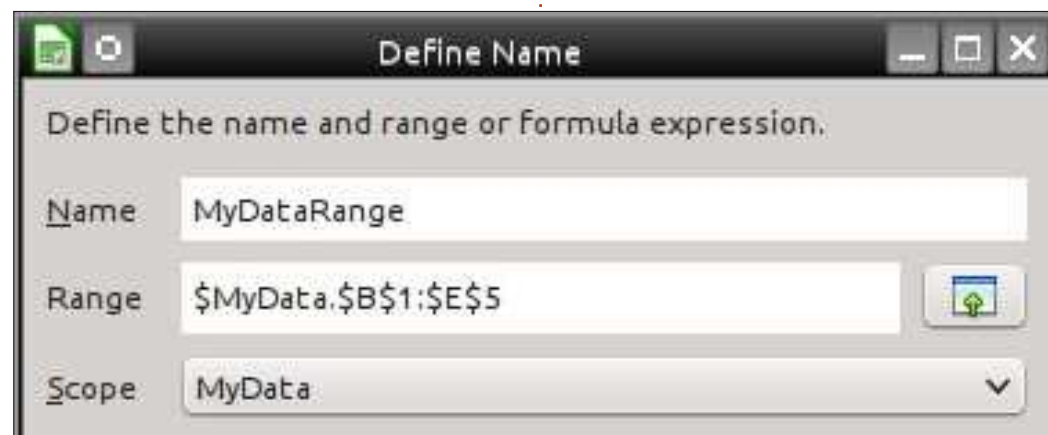 Define Name
Define the name and range or formula expression.
Name MyDataRange
Range $MyData.$B$1:$E$5
Scope MyData